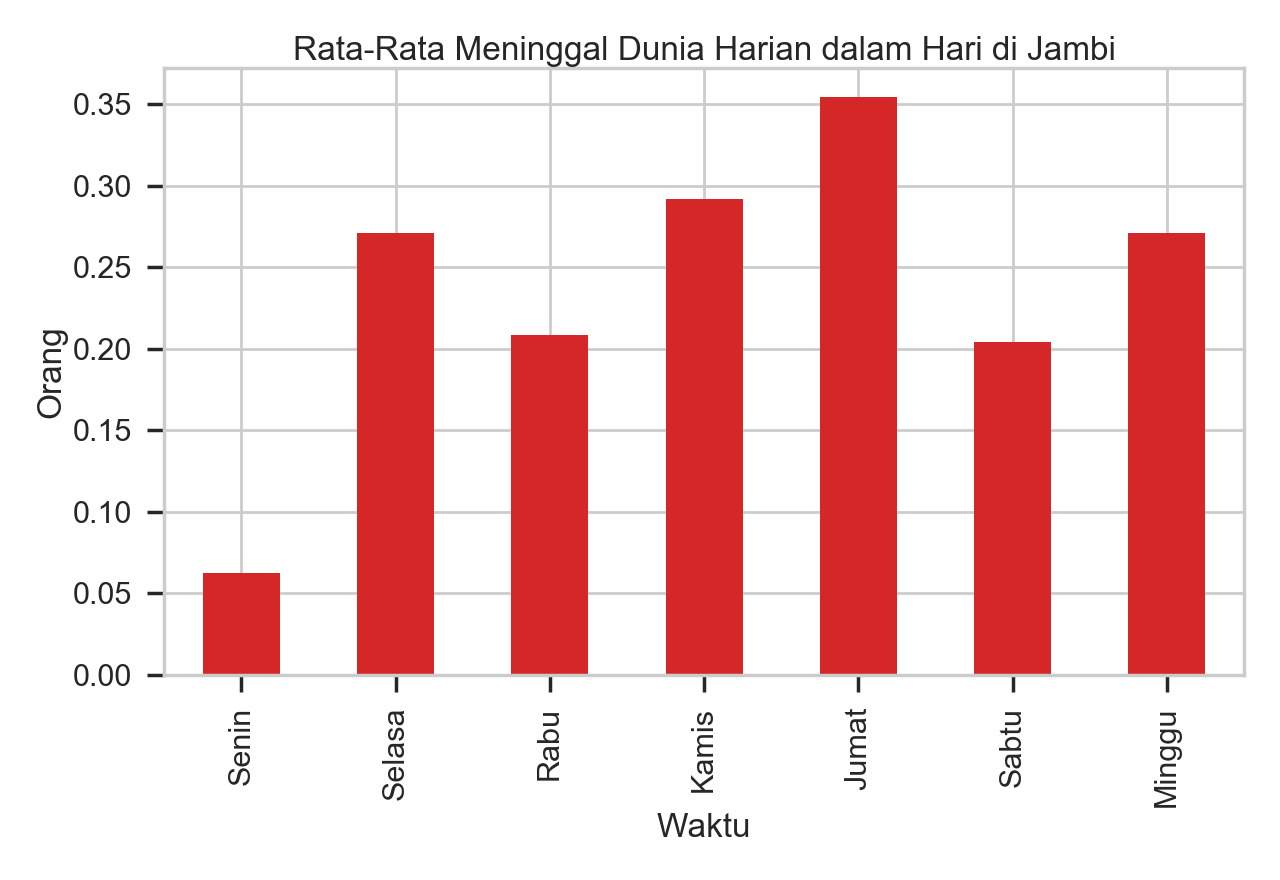 Rata-Rata Meninggal Dunia Harian dalam Hari di Jambi
0.35
0.30
0.25
0.20
0.15
0.10
0.05
0.00
Orang
Senin
Selasa
Rabu
Kamis
Jumat
Sabtu
Minggu
Waktu